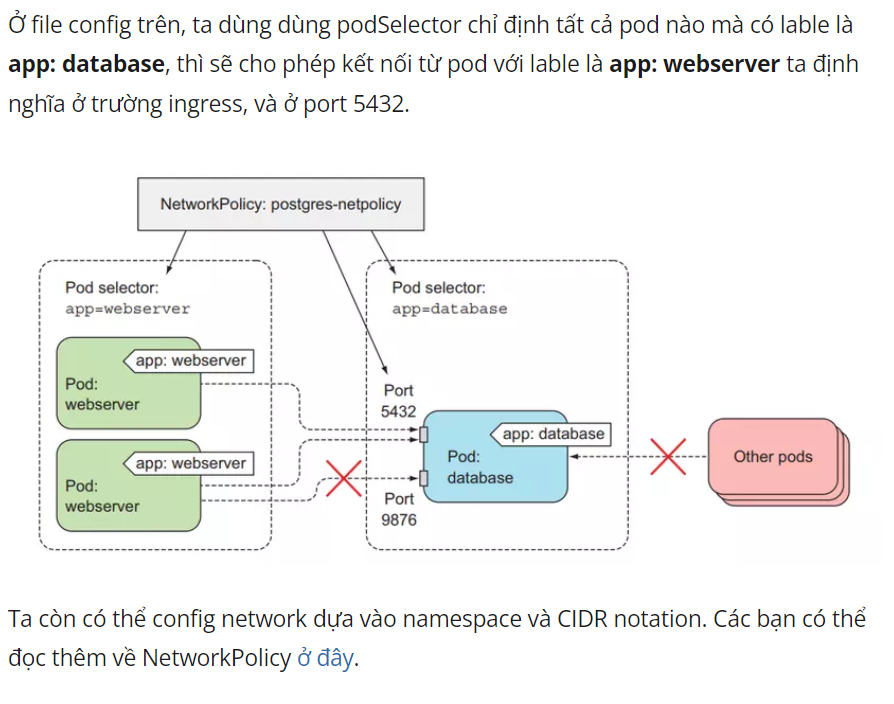 Ở file config trên, ta dùng dùng podSelector chỉ định tất cả pod nào mà có lable là
app: database, thì sẽ cho phép kết nối từ pod với lable là app: webserver ta định
nghĩa ở trường ingress, và ở port 5432.
NetworkPolicy: postgres-netpolicy
Pod selector:
app=webserver
app: webserver
Pod:
webserver
app: webserver
Pod:
webserver
Pod selector:
app=database
Port
5432
app: database
Pod:
database
Port
9876
Other pods
Ta còn có thể config network dựa vào namespace và CIDR notation. Các bạn có thể
đọc thêm về NetworkPolicy ở đây.